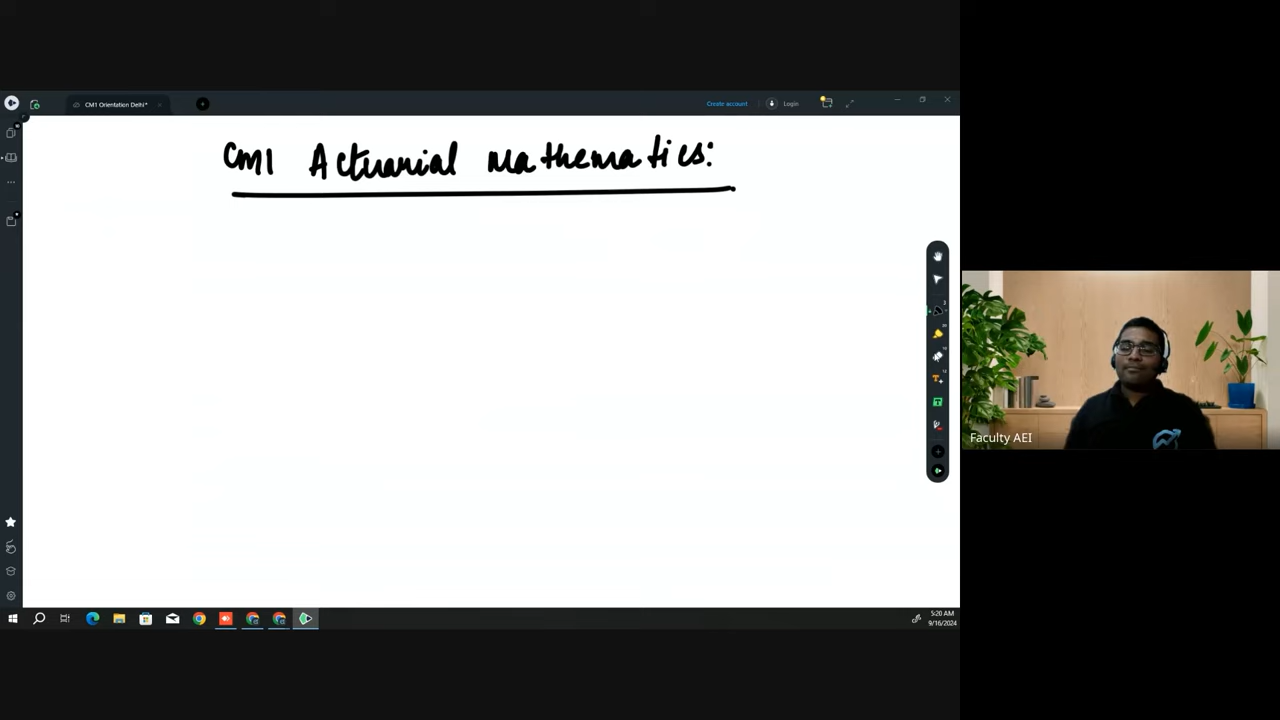 CM1 Orientation Delhi*
Create account
Login
CM1 Actuarial Mathematics:
Faculty AEI
5:20 AM
9/16/2024